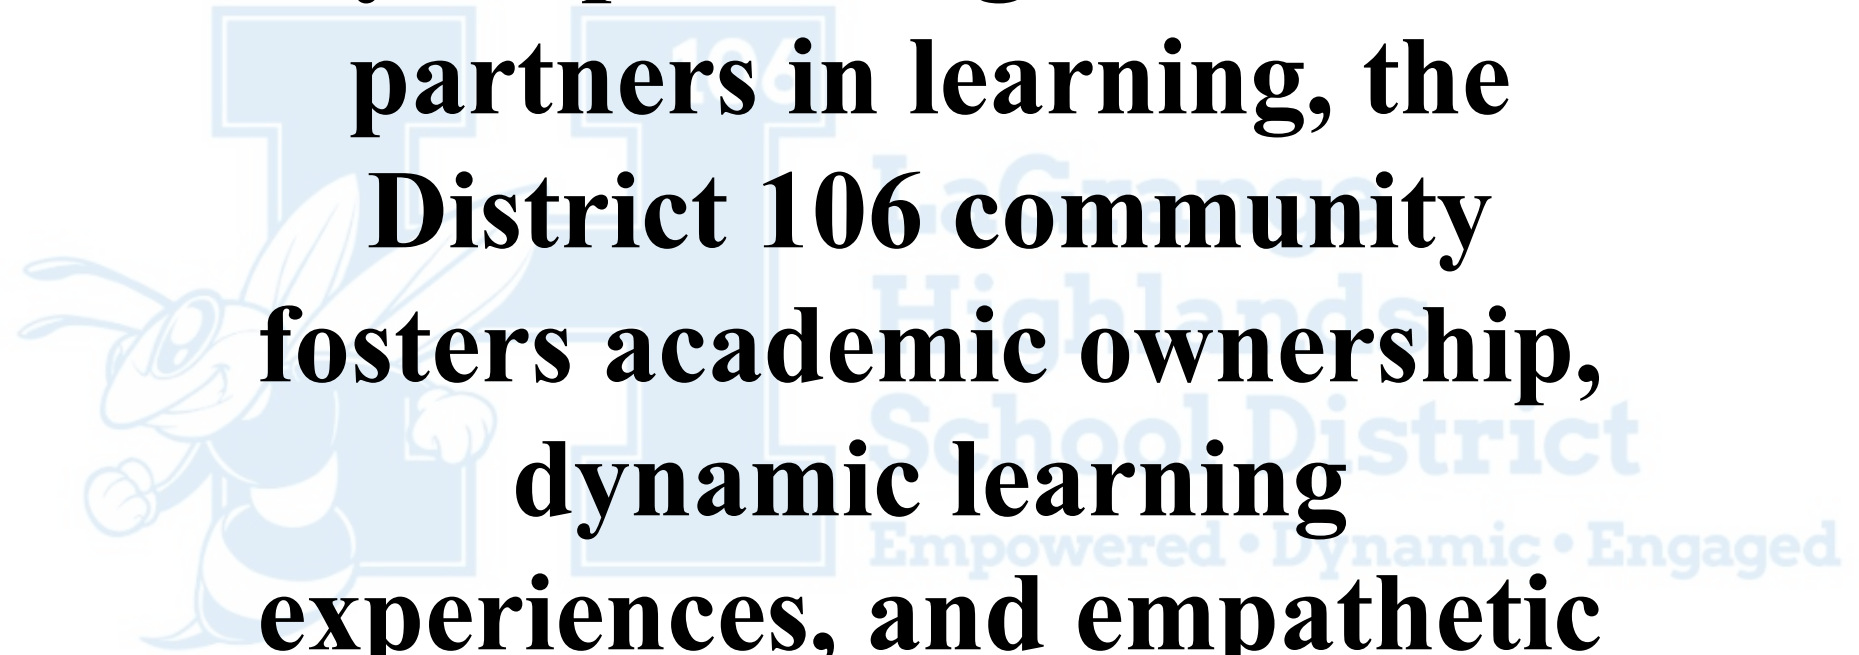 partners in learning, the
District 106 community
fosters academic ownership,
dynamic learning
experiences, and empathetic
106
LaGrange
Highlands
School District
Empowered • Dynamic • Engaged